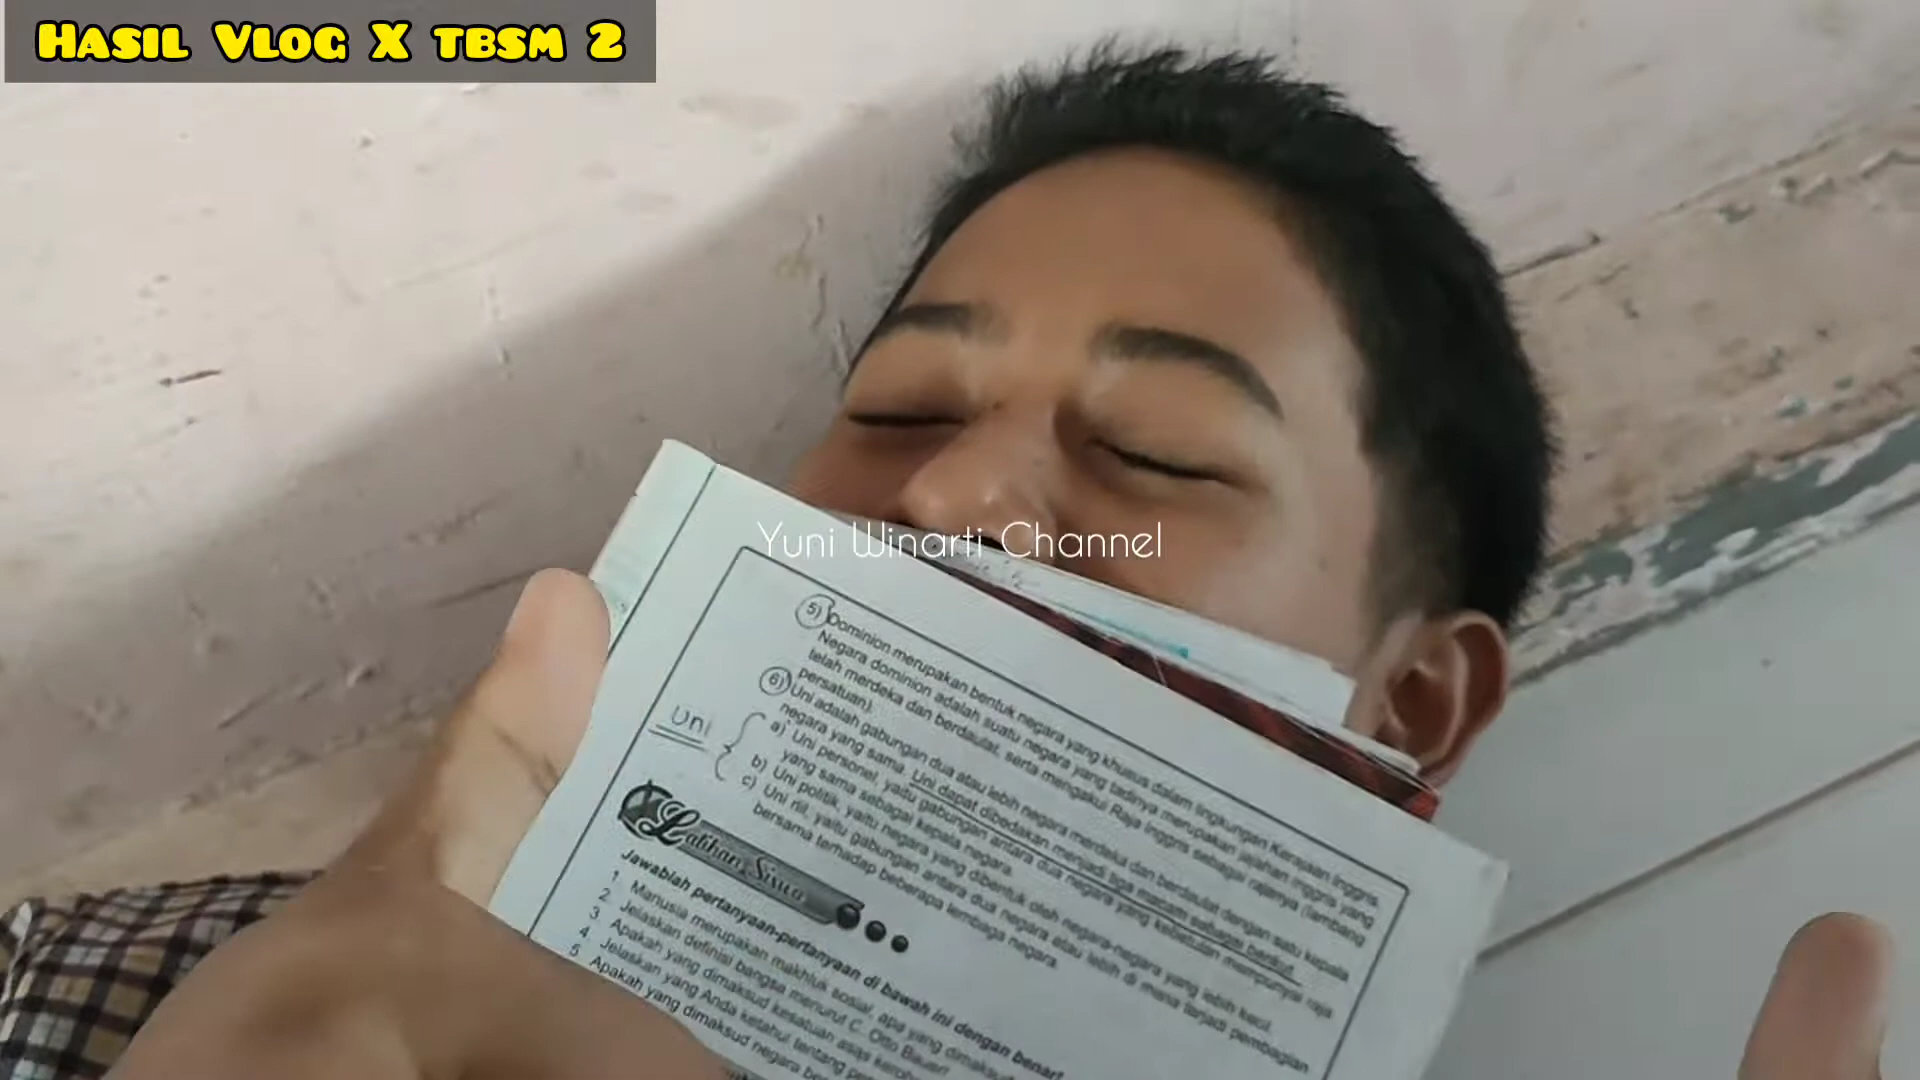 HASIL VLOG X TBSM 2
Yuni Winarti Channel
5) Dominion merupakan bentuk negara yang khusus dalam lingkungan Kerajaan Inggris.
Negara dominion adalah suatu negara yang tadinya merupakan jajahan Inggris yang
telah merdeka dan berdaulat, serta mengakui Raja Inggris sebagai rajanya (lambang
persatuan).
6) Uni adalah gabungan dua atau lebih negara merdeka dan berdaulat dengan satu kepala
negara yang sama. Uni dapat dibedakan menjadi tiga macam sebagai berikut.
Uni
a) Uni personel, yaitu gabungan antara dua negara yang kebetulan mempunyai raja
yang sama sebagai kepala negara.
b) Uni politik, yaitu negara yang dibentuk oleh negara-negara yang lebih kecil.
c) Uni riil, yaitu gabungan antara dua negara atau lebih di mana terjadi pembagian
bersama terhadap beberapa lembaga negara.
Latihan Siswa
Jawablah pertanyaan-pertanyaan di bawah ini dengan benar!
1. Manusia merupakan makhluk sosial, apa yang dimaksud
2. Jelaskan definisi bangsa menurut C. Otto Bauer!
3. Apakah yang dimaksud kesatuan asas
4. Jelaskan yang Anda ketahui tentang
5. Apakah yang dimaksud negara